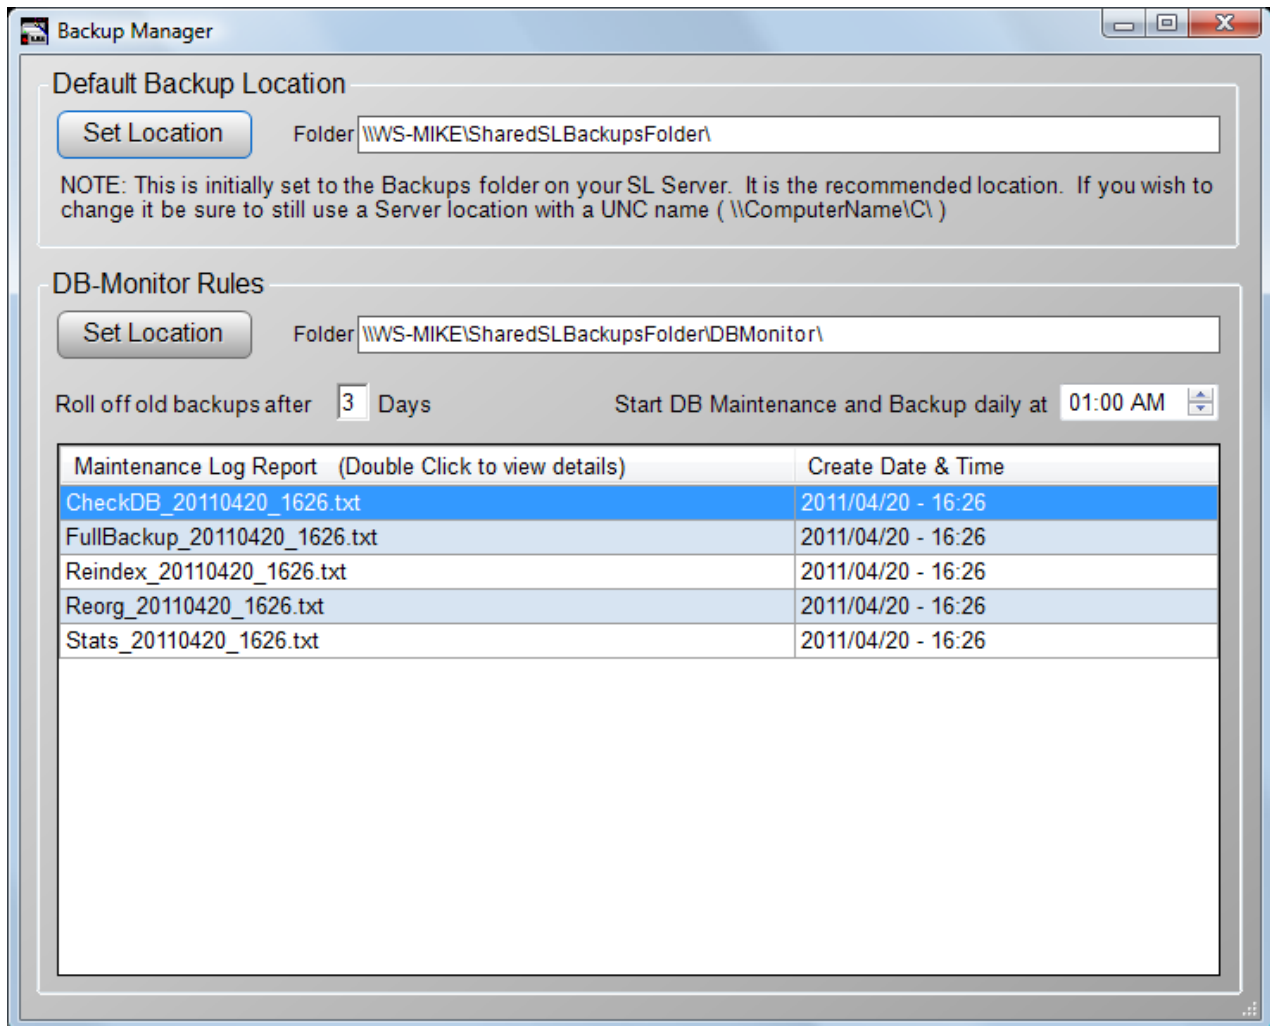 Backup Manager
Default Backup Location
Set Location Folder \\WS-MIKE\SharedSLBackupsFolder\
NOTE: This is initially set to the Backups folder on your SL Server. It is the recommended location. If you wish to
change it be sure to still use a Server location with a UNC name ( \\ComputerName\C\ )
DB-Monitor Rules
Set Location Folder \\WS-MIKE\SharedSLBackupsFolder\DBMonitor\
Roll off old backups after 3 Days Start DB Maintenance and Backup daily at 01:00 AM
Maintenance Log Report (Double Click to view details) Create Date & Time
CheckDB_20110420_1626.txt 2011/04/20 - 16:26
FullBackup_20110420_1626.txt 2011/04/20 - 16:26
Reindex_20110420_1626.txt 2011/04/20 - 16:26
Reorg_20110420_1626.txt 2011/04/20 - 16:26
Stats_20110420_1626.txt 2011/04/20 - 16:26